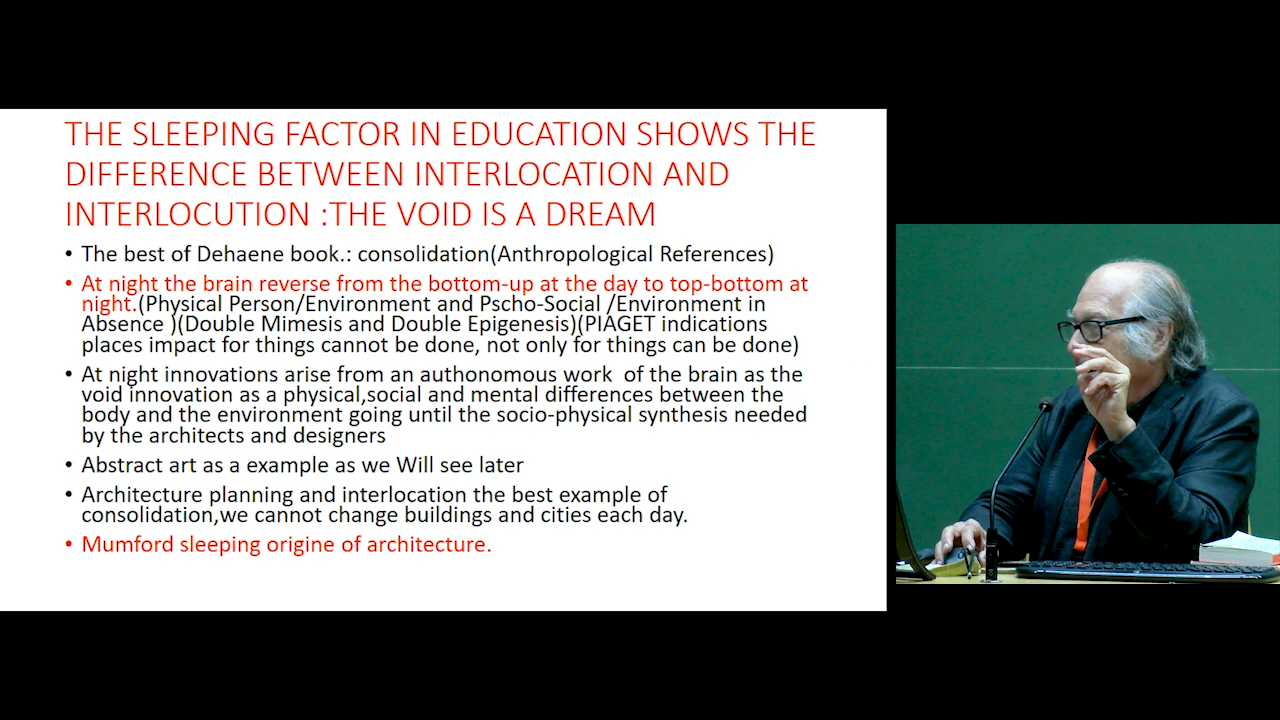 THE SLEEPING FACTOR IN EDUCATION SHOWS THE
DIFFERENCE BETWEEN INTERLOCATION AND
INTERLOCUTION :THE VOID IS A DREAM
• The best of Dehaene book.: consolidation(Anthropological References)
• At night the brain reverse from the bottom-up at the day to top-bottom at
night.(Physical Person/Environment and Pscho-Social /Environment in
Absence )(Double Mimesis and Double Epigenesis)(PIAGET indications
places impact for things cannot be done, not only for things can be done)
• At night innovations arise from an authonomous work of the brain as the
void innovation as a physical,social and mental differences between the
body and the environment going until the socio-physical synthesis needed
by the architects and designers
• Abstract art as a example as we Will see later
• Architecture planning and interlocation the best example of
consolidation,we cannot change buildings and cities each day.
• Mumford sleeping origine of architecture.